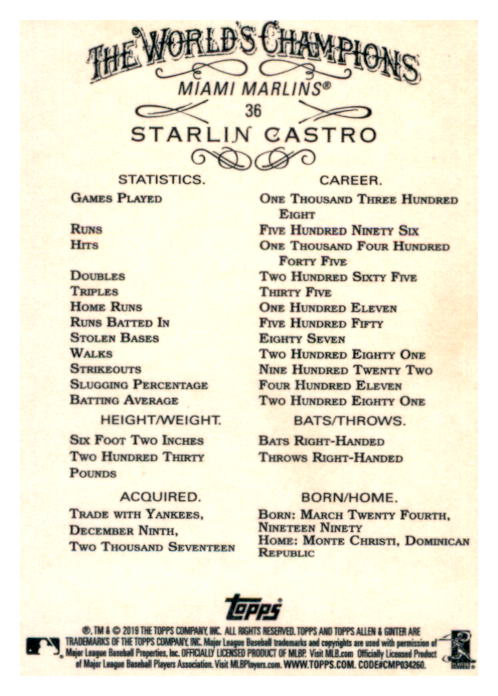 THE WORLD'S CHAMPIONS
MIAMI MARLINS®
36
STARLIN CASTRO
STATISTICS. CAREER.
GAMES PLAYED ONE THOUSAND THREE HUNDRED
EIGHT
RUNS FIVE HUNDRED NINETY SIX
HITS ONE THOUSAND FOUR HUNDRED
FORTY FIVE
DOUBLES TWO HUNDRED SIXTY FIVE
TRIPLES THIRTY FIVE
HOME RUNS ONE HUNDRED ELEVEN
RUNS BATTED IN FIVE HUNDRED FIFTY
STOLEN BASES EIGHTY SEVEN
WALKS TWO HUNDRED EIGHTY ONE
STRIKEOUTS NINE HUNDRED TWENTY TWO
SLUGGING PERCENTAGE FOUR HUNDRED ELEVEN
BATTING AVERAGE TWO HUNDRED EIGHTY ONE
HEIGHT/WEIGHT. BATS/THROWS.
SIX FOOT TWO INCHES BATS RIGHT-HANDED
TWO HUNDRED THIRTY THROWS RIGHT-HANDED
POUNDS
ACQUIRED. BORN/HOME.
TRADE WITH YANKEES, BORN: MARCH TWENTY FOURTH,
DECEMBER NINTH, NINETEEN NINETY
TWO THOUSAND SEVENTEEN HOME: MONTE CHRISTI, DOMINICAN
REPUBLIC
Topps
®, TM & © 2019 THE TOPPS COMPANY, INC. ALL RIGHTS RESERVED. TOPPS AND TOPPS ALLEN & GINTER ARE
TRADEMARKS OF THE TOPPS COMPANY, INC. Major League Baseball trademarks and copyrights are used with permission of
Major League Baseball Properties, Inc. OFFICIALLY LICENSED PRODUCT OF MLBP. Visit MLB.com Officially Licensed Product
of Major League Baseball Players Association. Visit MLBPlayers.com. WWW.TOPPS.COM. CODE#CMP034260.